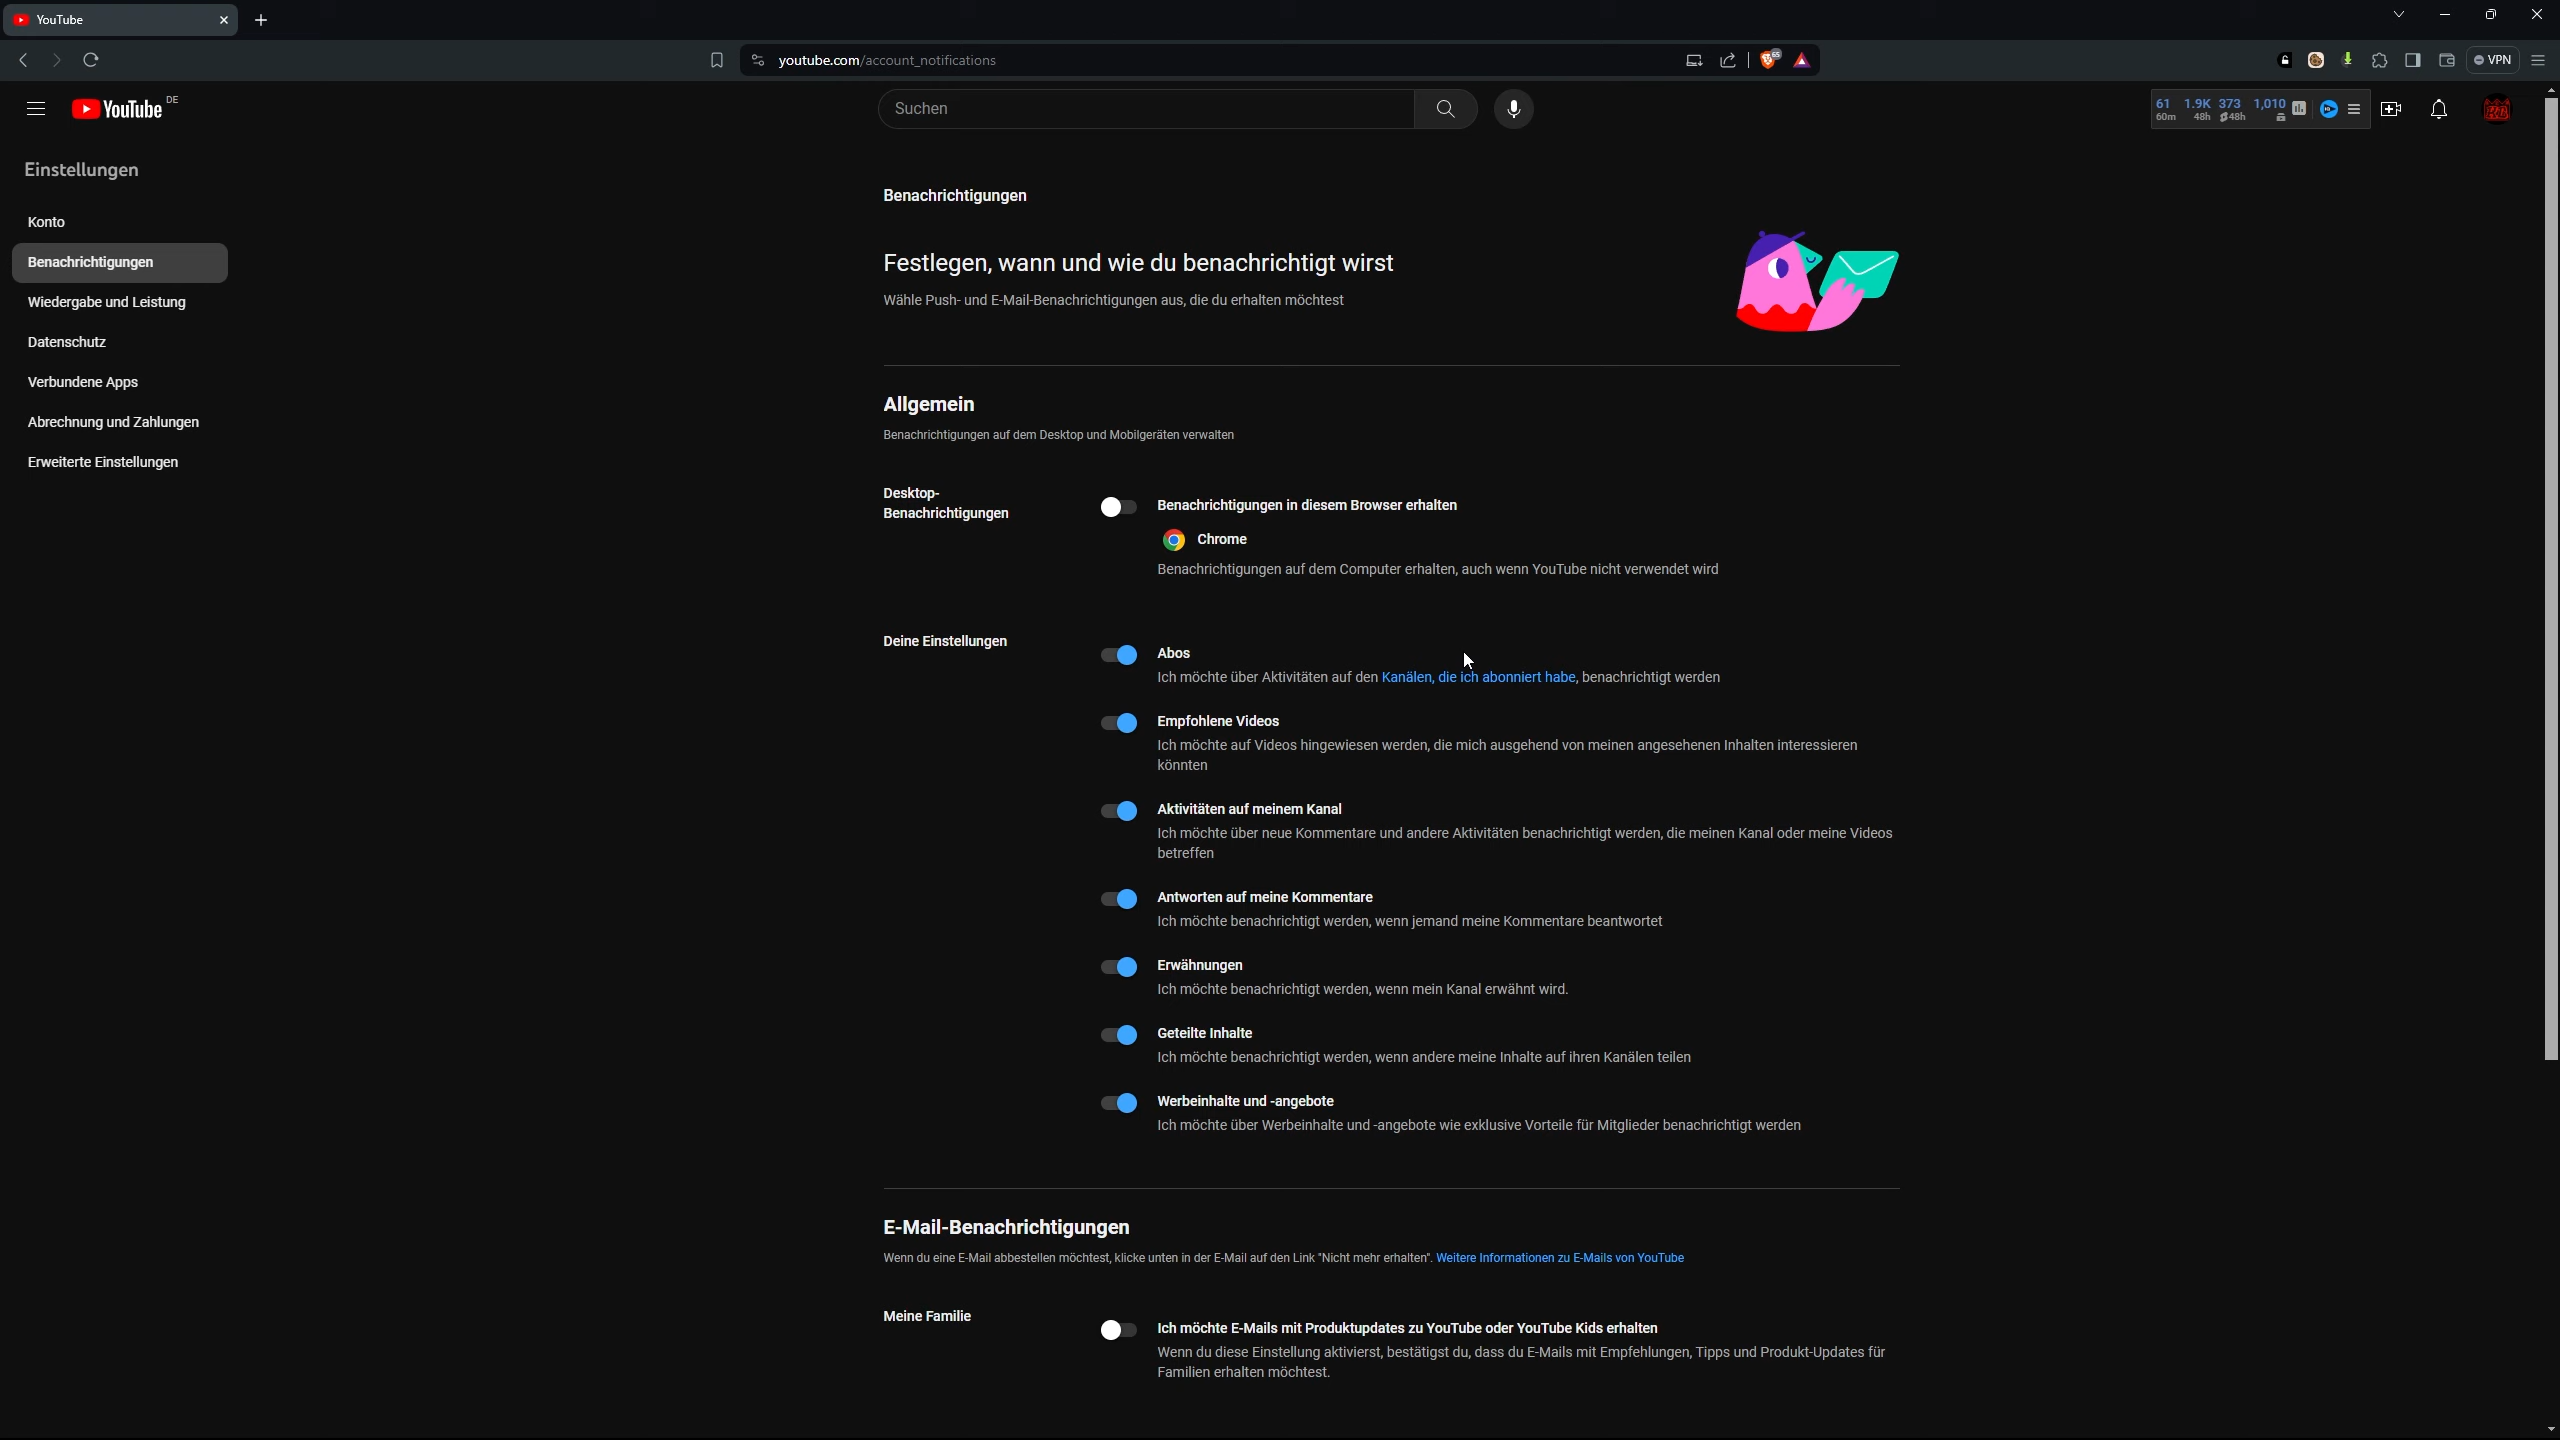 YouTube
youtube.com/account_notifications
65
VPN
YouTube DE
Suchen
61 1.9K 373 1,010
60m 48h 48h
Einstellungen
Konto
Benachrichtigungen
Wiedergabe und Leistung
Datenschutz
Verbundene Apps
Abrechnung und Zahlungen
Erweiterte Einstellungen
Benachrichtigungen
Festlegen, wann und wie du benachrichtigt wirst
Wähle Push- und E-Mail-Benachrichtigungen aus, die du erhalten möchtest
Allgemein
Benachrichtigungen auf dem Desktop und Mobilgeräten verwalten
Desktop-
Benachrichtigungen
Benachrichtigungen in diesem Browser erhalten
Chrome
Benachrichtigungen auf dem Computer erhalten, auch wenn YouTube nicht verwendet wird
Deine Einstellungen
Abos
Ich möchte über Aktivitäten auf den Kanälen, die ich abonniert habe, benachrichtigt werden
Empfohlene Videos
Ich möchte auf Videos hingewiesen werden, die mich ausgehend von meinen angesehenen Inhalten interessieren
könnten
Aktivitäten auf meinem Kanal
Ich möchte über neue Kommentare und andere Aktivitäten benachrichtigt werden, die meinen Kanal oder meine Videos
betreffen
Antworten auf meine Kommentare
Ich möchte benachrichtigt werden, wenn jemand meine Kommentare beantwortet
Erwähnungen
Ich möchte benachrichtigt werden, wenn mein Kanal erwähnt wird.
Geteilte Inhalte
Ich möchte benachrichtigt werden, wenn andere meine Inhalte auf ihren Kanälen teilen
Werbeinhalte und -angebote
Ich möchte über Werbeinhalte und -angebote wie exklusive Vorteile für Mitglieder benachrichtigt werden
E-Mail-Benachrichtigungen
Wenn du eine E-Mail abbestellen möchtest, klicke unten in der E-Mail auf den Link "Nicht mehr erhalten". Weitere Informationen zu E-Mails von YouTube
Meine Familie
Ich möchte E-Mails mit Produktupdates zu YouTube oder YouTube Kids erhalten
Wenn du diese Einstellung aktivierst, bestätigst du, dass du E-Mails mit Empfehlungen, Tipps und Produkt-Updates für
Familien erhalten möchtest.